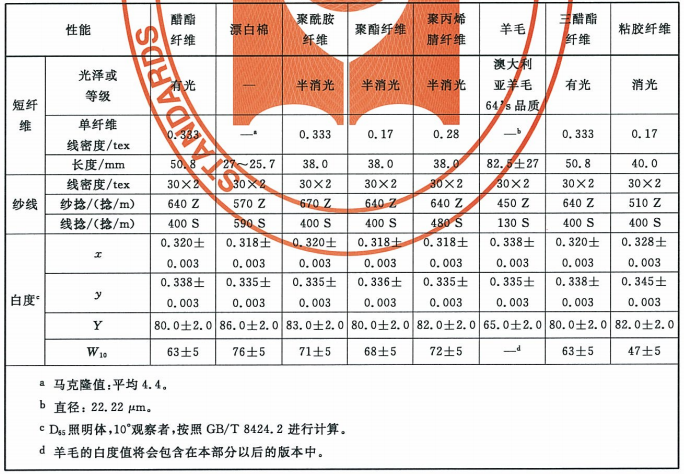 性能 醋酯纤维 漂白棉 聚酰胺纤维 聚酯纤维 聚丙烯腈纤维 羊毛 三醋酯纤维 粘胶纤维
短纤维 光泽或等级 有光 — 半消光 半消光 半消光 澳大利亚羊毛64's品质 有光 消光
单纤维线密度/tex 0.333 —a 0.333 0.17 0.28 —b 0.333 0.17
长度/mm 50.8 27~25.7 38.0 38.0 38.0 82.5±27 50.8 40.0
纱线 线密度/tex 30×2 30×2 30×2 30×2 30×2 30×2 30×2 30×2
纱捻/(捻/m) 640 Z 570 Z 670 Z 640 Z 640 Z 450 Z 640 Z 510 Z
线捻/(捻/m) 400 S 590 S 400 S 400 S 480 S 130 S 400 S 400 S
白度c x 0.320±0.003 0.318±0.003 0.320±0.003 0.318±0.003 0.318±0.003 0.338±0.003 0.320±0.003 0.328±0.003
y 0.338±0.003 0.335±0.003 0.335±0.003 0.336±0.003 0.335±0.003 0.335±0.003 0.338±0.003 0.345±0.003
Y 80.0±2.0 86.0±2.0 83.0±2.0 80.0±2.0 82.0±2.0 65.0±2.0 80.0±2.0 82.0±2.0
W10 63±5 76±5 71±5 68±5 72±5 —d 63±5 47±5
a 马克隆值:平均 4.4。
b 直径:22.22 μm。
c D65照明体,10°观察者,按照 GB/T 8424.2 进行计算。
d 羊毛的白度值将会包含在本部分以后的版本中。
STANDARDS